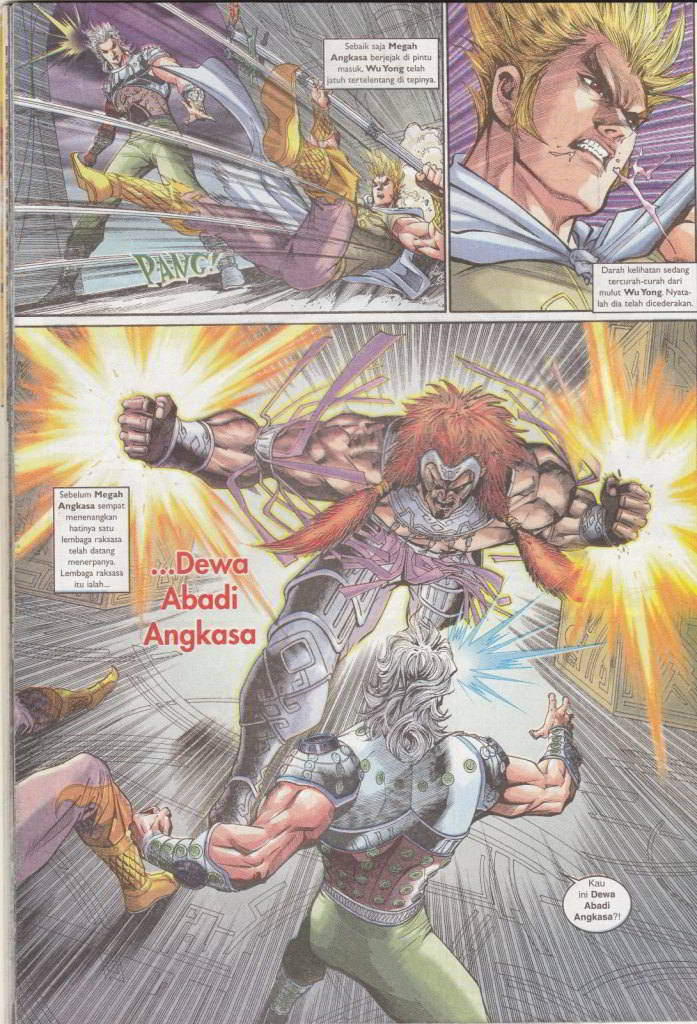 Sebaik saja Megah
Angkasa berjejak di pintu
masuk, Wu Yong telah
jatuh tertelentang di tepinya.
PANG!
Darah kelihatan sedang
tercurah-curah dari
mulut Wu Yong. Nyata-
lah dia telah dicederakan.
Sebelum Megah
Angkasa sempat
menenangkan
hatinya satu
lembaga raksasa
telah datang
menerpanya.
Lembaga raksasa
itu ialah...
...Dewa
Abadi
Angkasa
Kau
ini Dewa
Abadi
Angkasa?!